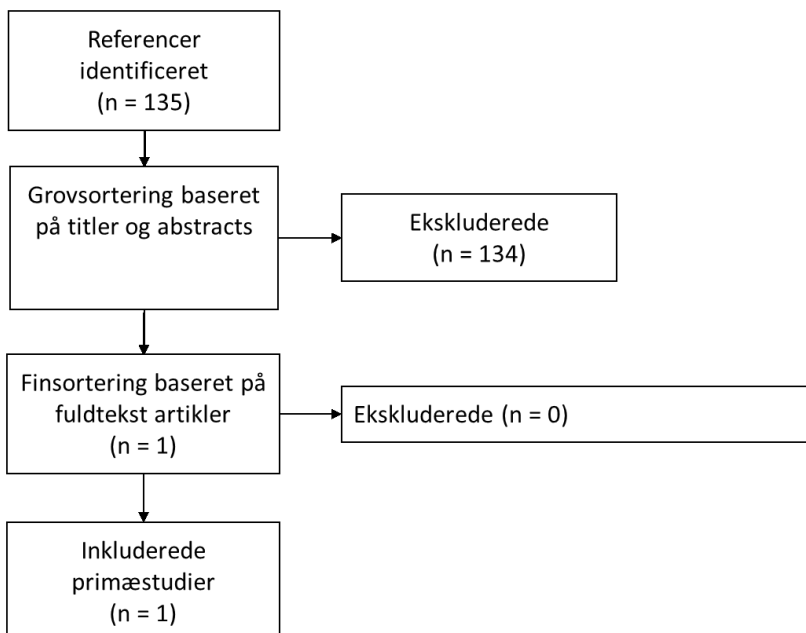 Referencer
identificeret
(n = 135)
Grovsortering baseret
på titler og abstracts
Ekskluderede
(n = 134)
Finsortering baseret på
fuldtekst artikler
(n = 1)
Ekskluderede (n = 0)
Inkluderede
primæstudier
(n = 1)